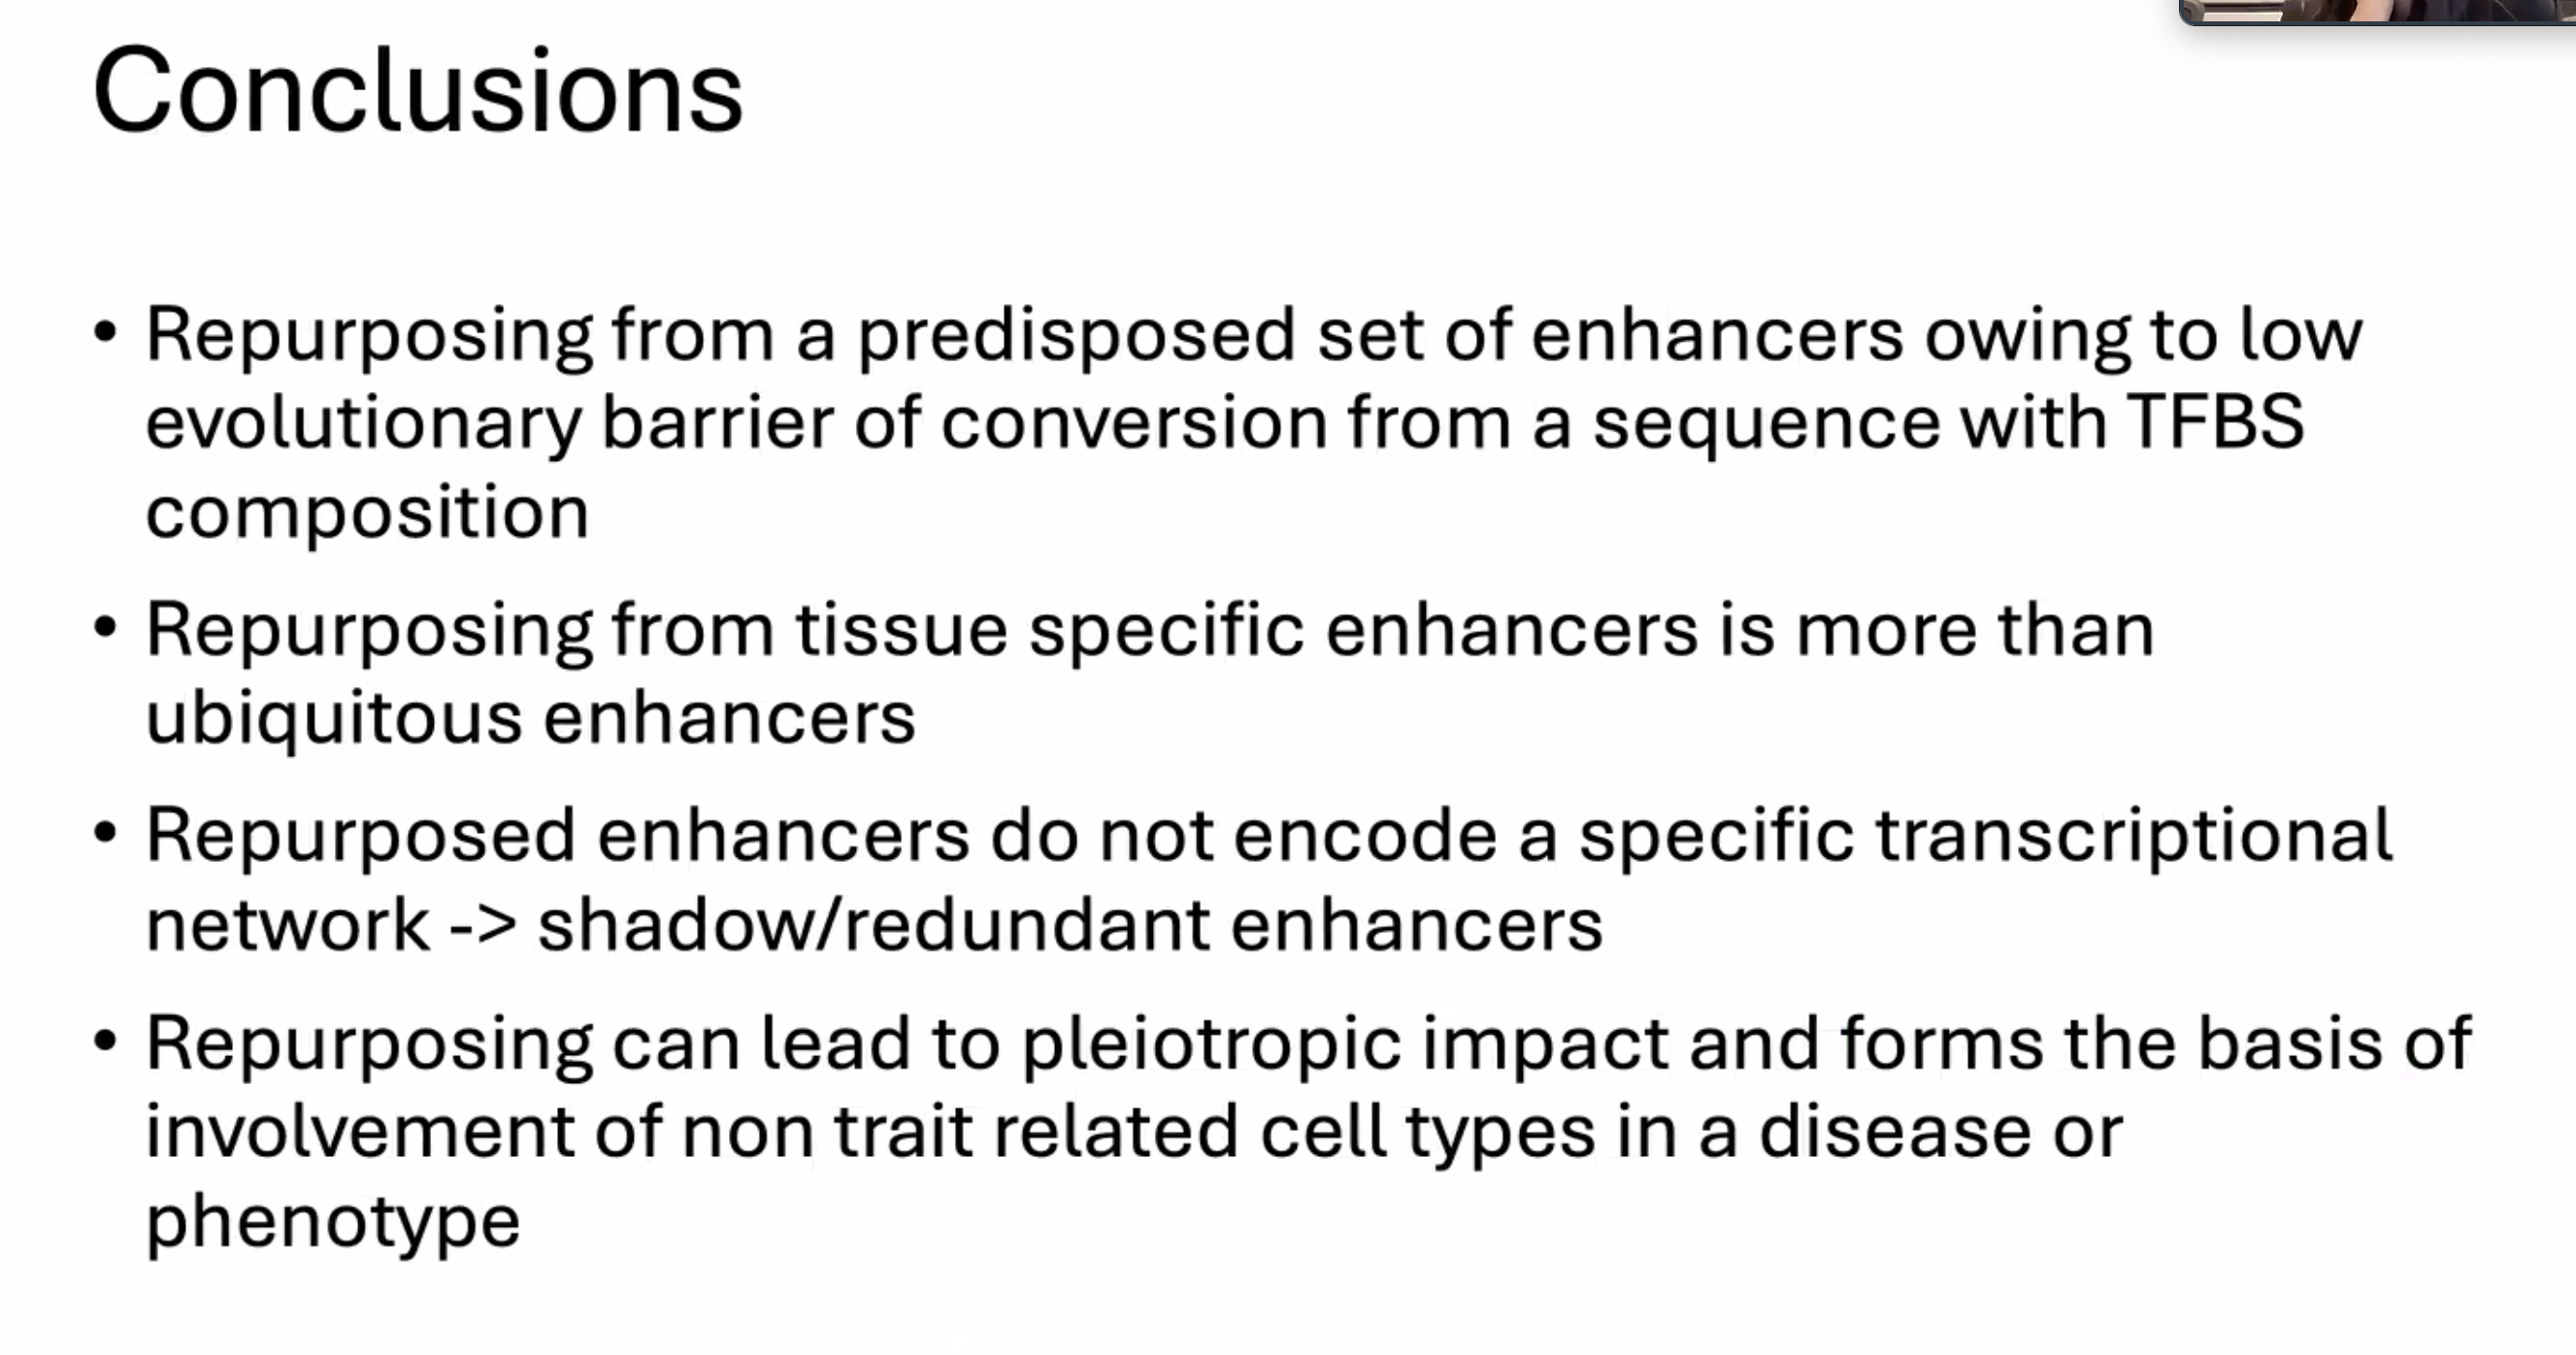 Conclusions
• Repurposing from a predisposed set of enhancers owing to low
evolutionary barrier of conversion from a sequence with TFBS
composition
• Repurposing from tissue specific enhancers is more than
ubiquitous enhancers
• Repurposed enhancers do not encode a specific transcriptional
network -> shadow/redundant enhancers
• Repurposing can lead to pleiotropic impact and forms the basis of
involvement of non trait related cell types in a disease or
phenotype